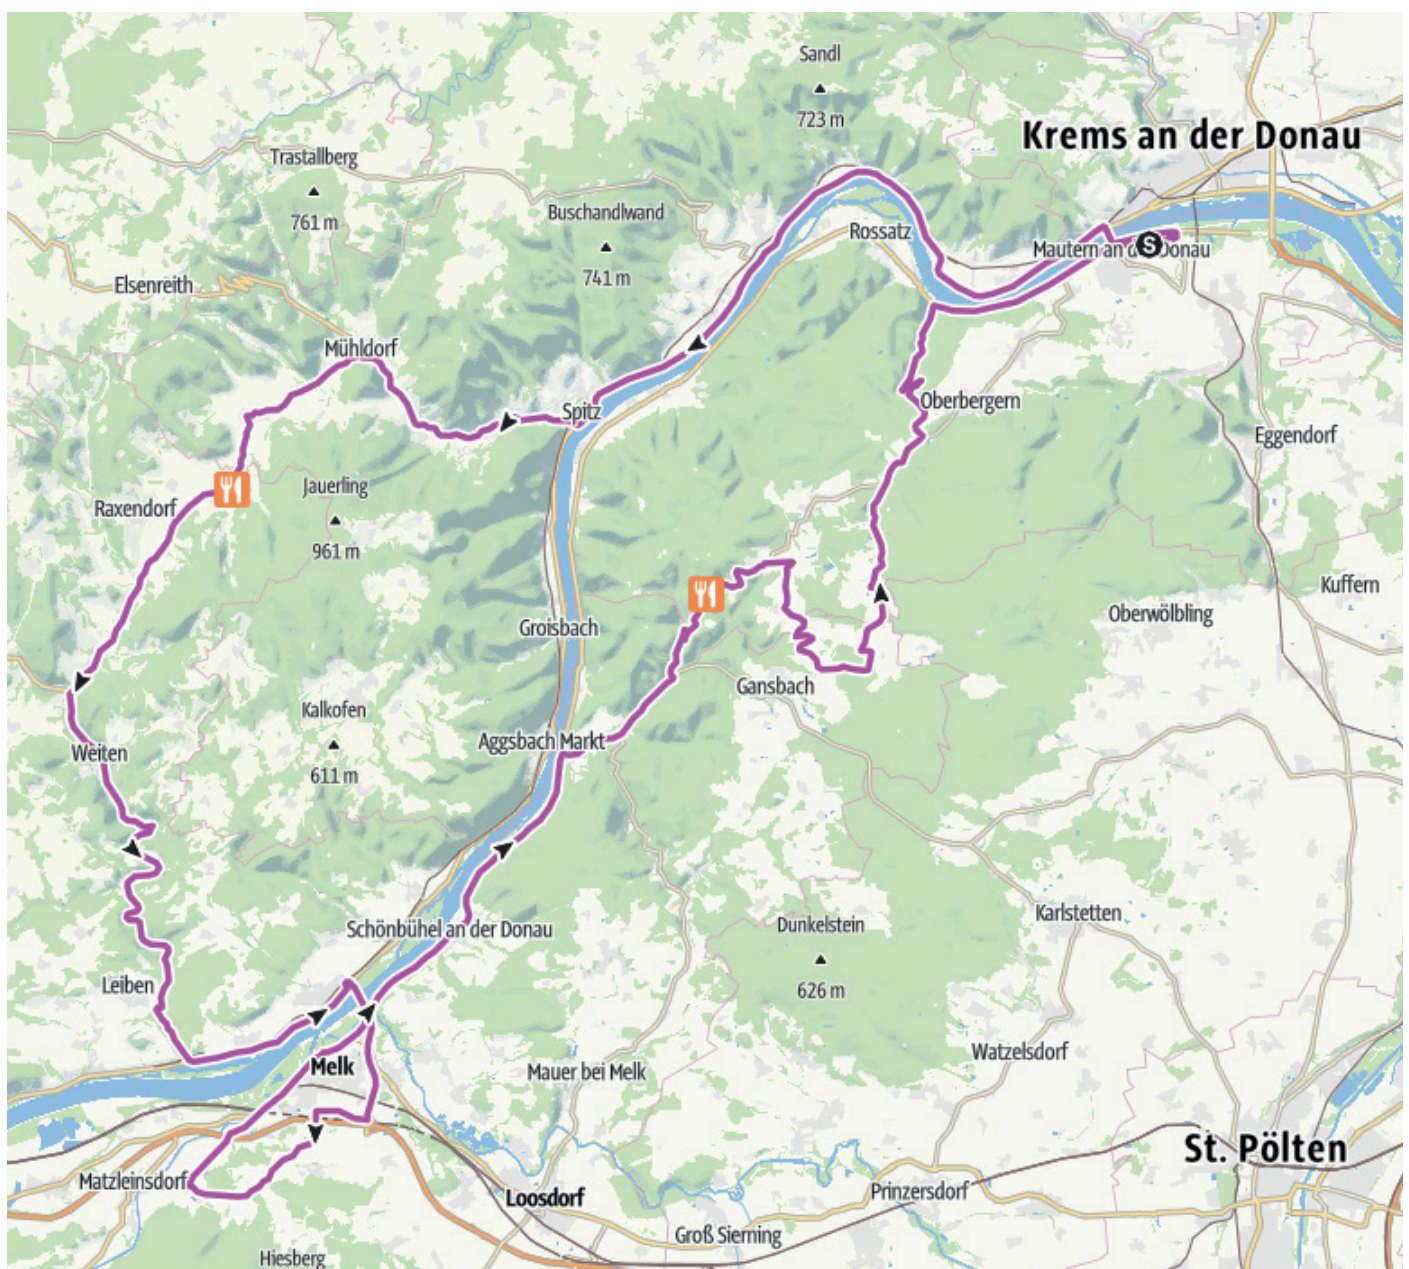 Sandl
723 m
Krems an der Donau
Trastallberg
761 m
Buschandlwand
741 m
Rossatz
Mautern an der Donau
S
Elsenreith
Mühldorf
Spitz
Oberbergern
Eggendorf
Raxendorf
Jauerling
961 m
Groisbach
Oberwölbling
Kuffern
Gansbach
Kalkofen
611 m
Weiten
Aggsbach Markt
Karlstetten
Dunkelstein
626 m
Schönbühel an der Donau
Leiben
Melk
Mauer bei Melk
Watzelsdorf
St. Pölten
Matzleinsdorf
Loosdorf
Prinzersdorf
Groß Sierning
Hiesberg